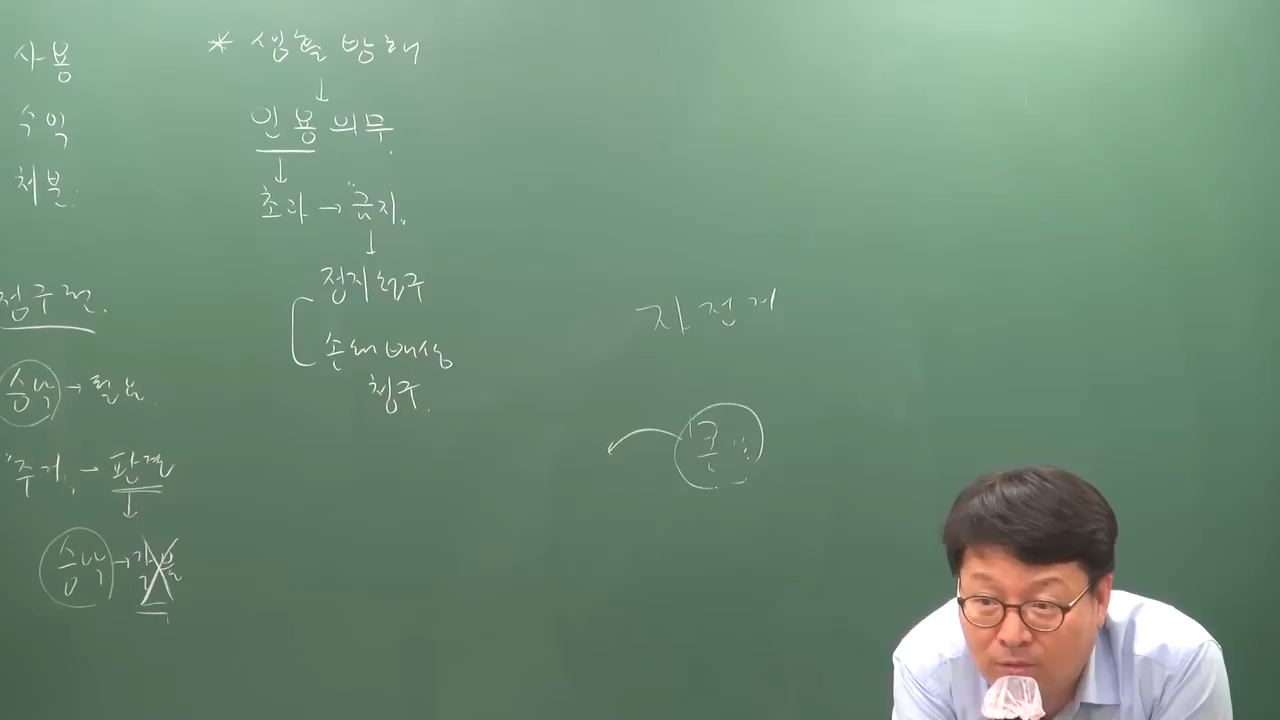 사용
수익
처분.
점유권.
승낙 → 필요.
"주거" → 판결
↓
승낙 →
* 생활방해
↓
인용의무.
↓
초과 → "금지"
↓
정지청구
손해배상
청구.
자전거